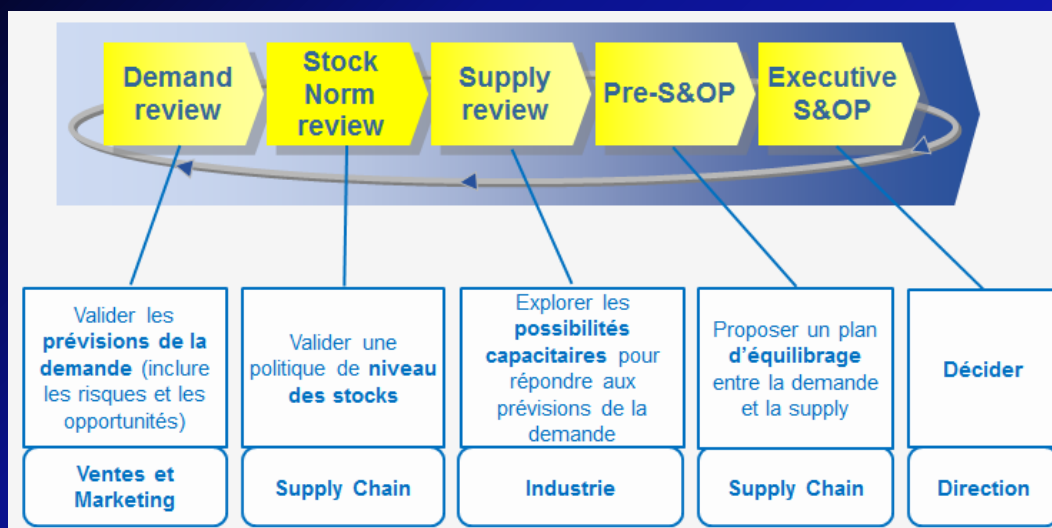 Demand
review
Stock
Norm
review
Supply
review
Pre-S&OP
Executive
S&OP
Valider les
prévisions de la
demande (inclure
les risques et les
opportunités)
Valider une
politique de niveau
des stocks
Explorer les
possibilités
capacitaires pour
répondre aux
prévisions de la
demande
Proposer un plan
d'équilibrage
entre la demande
et la supply
Décider
Ventes et
Marketing
Supply Chain
Industrie
Supply Chain
Direction